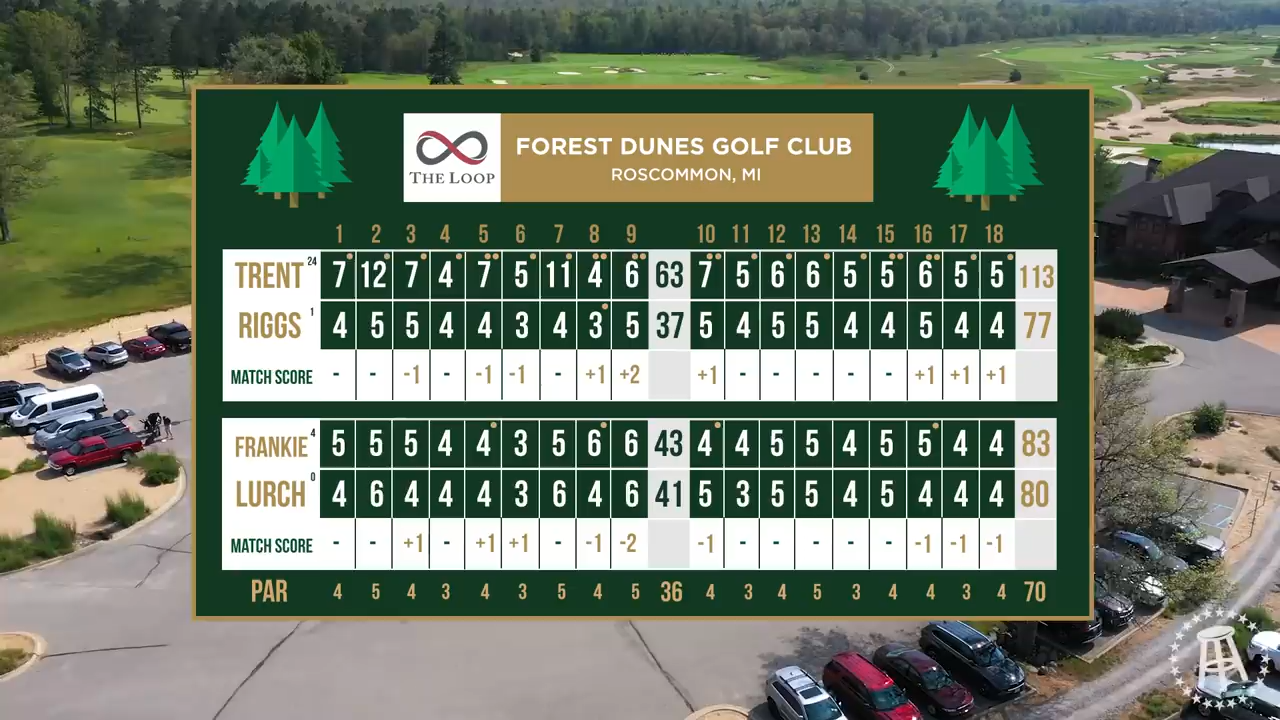 FOREST DUNES GOLF CLUB
THE LOOP
ROSCOMMON, MI
1 2 3 4 5 6 7 8 9 10 11 12 13 14 15 16 17 18
TRENT 24 7 12 7 4 7 5 11 4 6 63 7 5 6 6 5 5 6 5 5 113
RIGGS 1 4 5 5 4 4 3 4 3 5 37 5 4 5 5 4 4 5 4 4 77
MATCH SCORE - - -1 - -1 -1 - +1 +2 +1 - - - - - +1 +1 +1
FRANKIE 4 5 5 5 4 4 3 5 6 6 43 4 4 5 5 4 5 5 4 4 83
LURCH 0 4 6 4 4 4 3 6 4 6 41 5 3 5 5 4 5 4 4 4 80
MATCH SCORE - - +1 - +1 +1 - -1 -2 -1 - - - - - -1 -1 -1
PAR 4 5 4 3 4 3 5 4 5 36 4 3 4 5 3 4 4 3 4 70